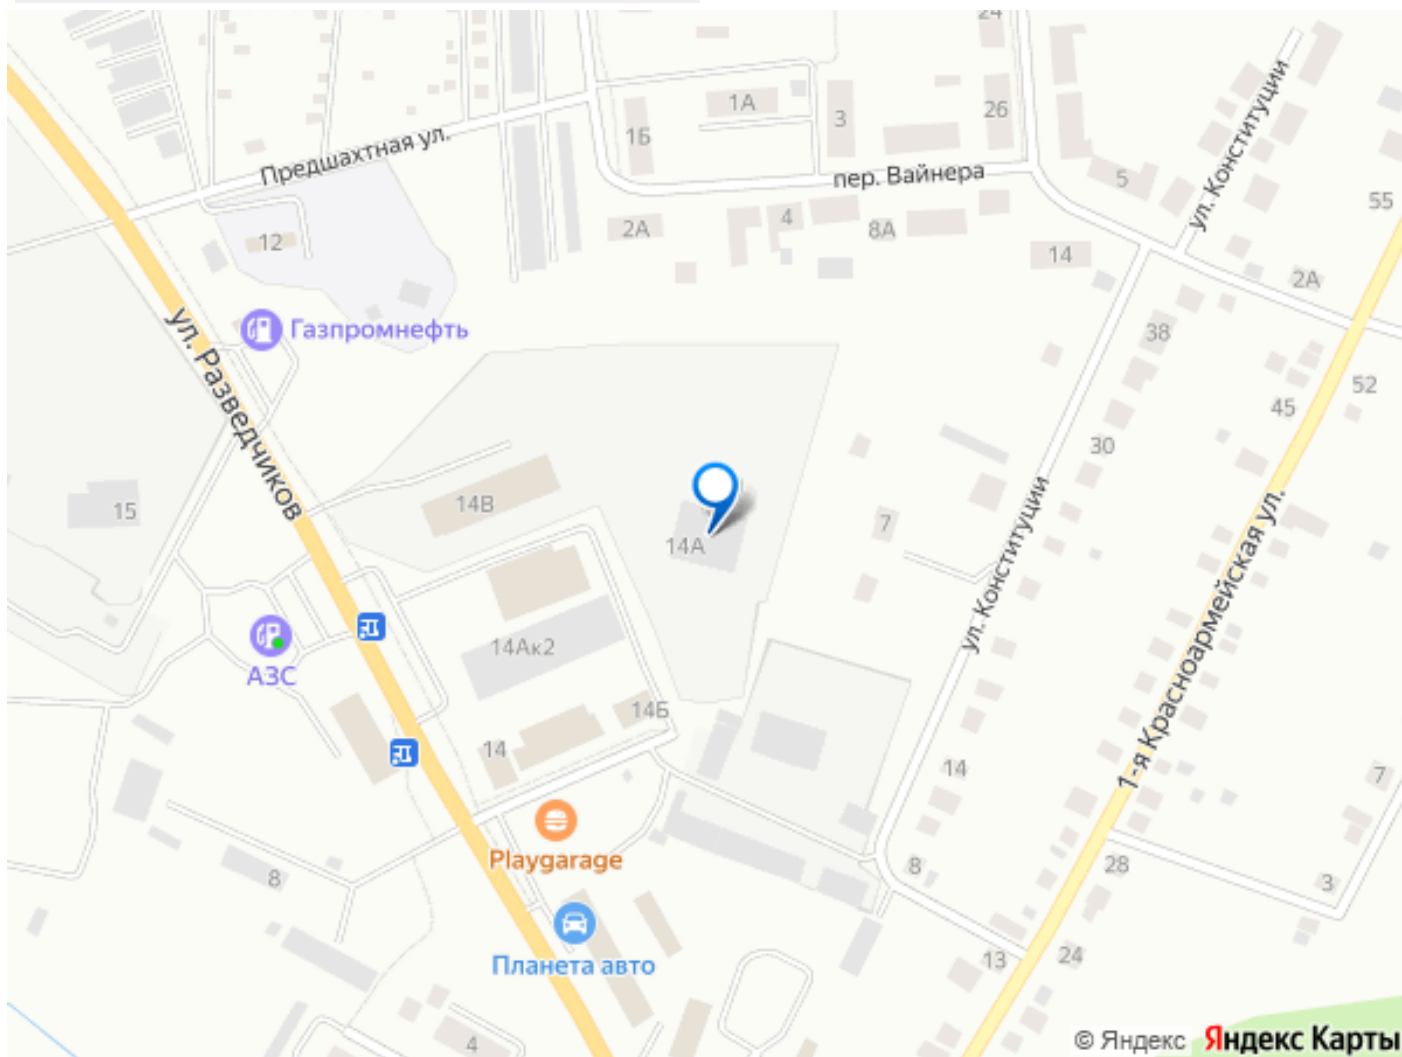 24
1А
3
26
1Б
Предшахтная ул.
пер. Вайнера
5
ул. Конституции
55
4
2А
8А
12
14
2А
Газпромнефть
ул. Разведчиков
38
52
45
30
15
14В
14А
7
ул. Конституции
1-я Красноармейская ул.
АЗС
14Ак2
14Б
14
14
7
Playgarage
8
8
28
3
Планета авто
13
24
4
© Яндекс Яндекс Карты